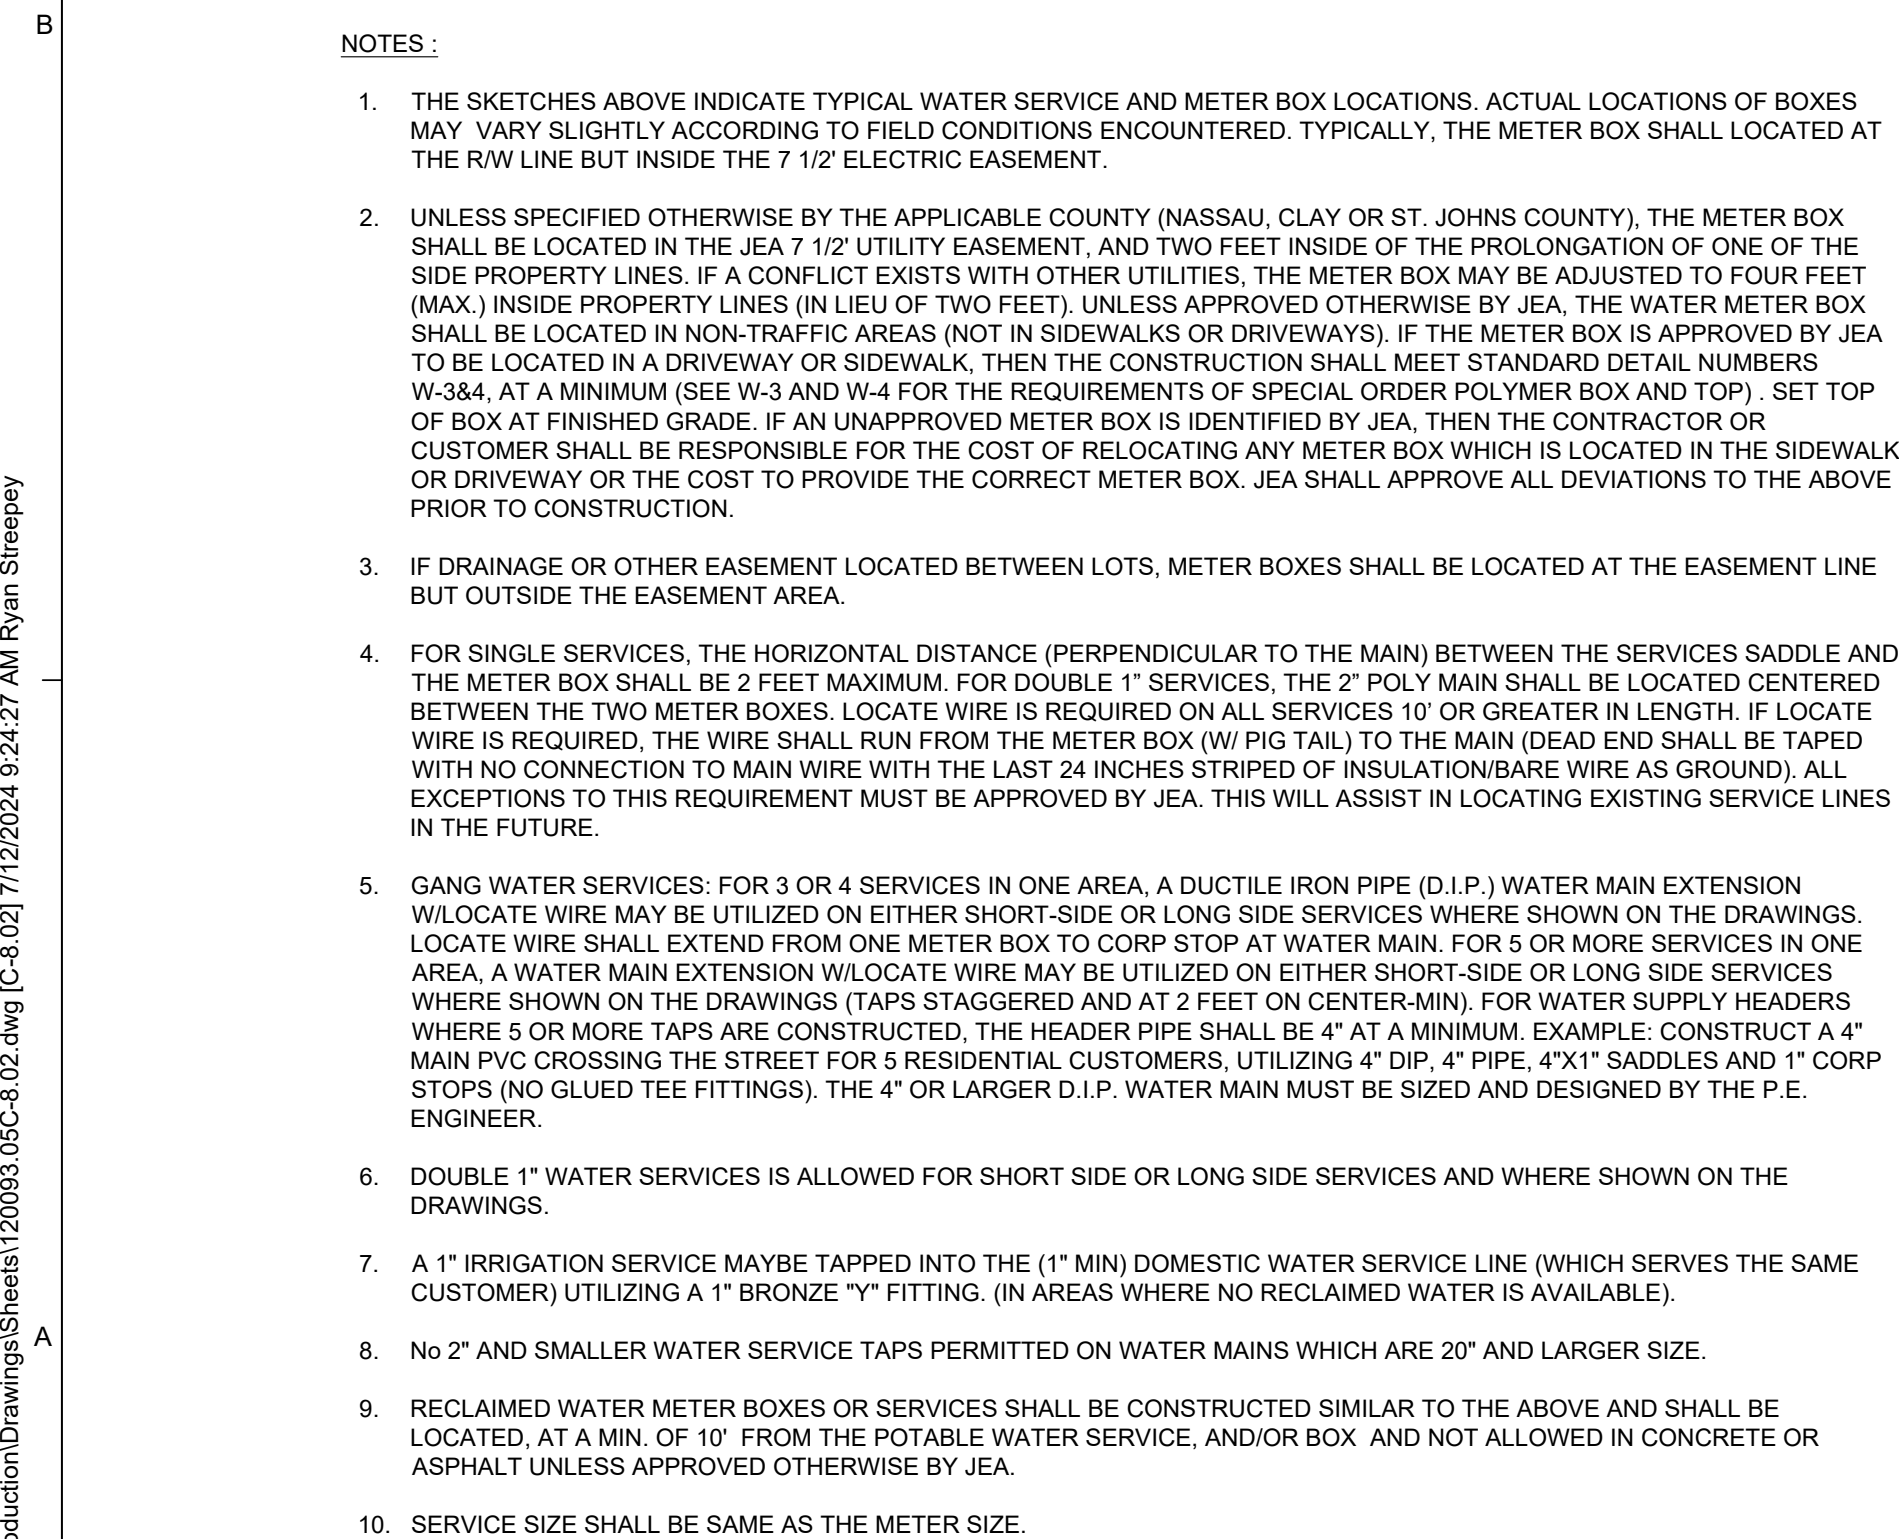 B
NOTES :
1. THE SKETCHES ABOVE INDICATE TYPICAL WATER SERVICE AND METER BOX LOCATIONS. ACTUAL LOCATIONS OF BOXES
MAY VARY SLIGHTLY ACCORDING TO FIELD CONDITIONS ENCOUNTERED. TYPICALLY, THE METER BOX SHALL LOCATED AT
THE R/W LINE BUT INSIDE THE 7 1/2' ELECTRIC EASEMENT.
2. UNLESS SPECIFIED OTHERWISE BY THE APPLICABLE COUNTY (NASSAU, CLAY OR ST. JOHNS COUNTY), THE METER BOX
SHALL BE LOCATED IN THE JEA 7 1/2' UTILITY EASEMENT, AND TWO FEET INSIDE OF THE PROLONGATION OF ONE OF THE
SIDE PROPERTY LINES. IF A CONFLICT EXISTS WITH OTHER UTILITIES, THE METER BOX MAY BE ADJUSTED TO FOUR FEET
(MAX.) INSIDE PROPERTY LINES (IN LIEU OF TWO FEET). UNLESS APPROVED OTHERWISE BY JEA, THE WATER METER BOX
SHALL BE LOCATED IN NON-TRAFFIC AREAS (NOT IN SIDEWALKS OR DRIVEWAYS). IF THE METER BOX IS APPROVED BY JEA
TO BE LOCATED IN A DRIVEWAY OR SIDEWALK, THEN THE CONSTRUCTION SHALL MEET STANDARD DETAIL NUMBERS
W-3&4, AT A MINIMUM (SEE W-3 AND W-4 FOR THE REQUIREMENTS OF SPECIAL ORDER POLYMER BOX AND TOP) . SET TOP
OF BOX AT FINISHED GRADE. IF AN UNAPPROVED METER BOX IS IDENTIFIED BY JEA, THEN THE CONTRACTOR OR
CUSTOMER SHALL BE RESPONSIBLE FOR THE COST OF RELOCATING ANY METER BOX WHICH IS LOCATED IN THE SIDEWALK
OR DRIVEWAY OR THE COST TO PROVIDE THE CORRECT METER BOX. JEA SHALL APPROVE ALL DEVIATIONS TO THE ABOVE
PRIOR TO CONSTRUCTION.
3. IF DRAINAGE OR OTHER EASEMENT LOCATED BETWEEN LOTS, METER BOXES SHALL BE LOCATED AT THE EASEMENT LINE
BUT OUTSIDE THE EASEMENT AREA.
4. FOR SINGLE SERVICES, THE HORIZONTAL DISTANCE (PERPENDICULAR TO THE MAIN) BETWEEN THE SERVICES SADDLE AND
THE METER BOX SHALL BE 2 FEET MAXIMUM. FOR DOUBLE 1” SERVICES, THE 2” POLY MAIN SHALL BE LOCATED CENTERED
BETWEEN THE TWO METER BOXES. LOCATE WIRE IS REQUIRED ON ALL SERVICES 10’ OR GREATER IN LENGTH. IF LOCATE
WIRE IS REQUIRED, THE WIRE SHALL RUN FROM THE METER BOX (W/ PIG TAIL) TO THE MAIN (DEAD END SHALL BE TAPED
WITH NO CONNECTION TO MAIN WIRE WITH THE LAST 24 INCHES STRIPED OF INSULATION/BARE WIRE AS GROUND). ALL
EXCEPTIONS TO THIS REQUIREMENT MUST BE APPROVED BY JEA. THIS WILL ASSIST IN LOCATING EXISTING SERVICE LINES
IN THE FUTURE.
5. GANG WATER SERVICES: FOR 3 OR 4 SERVICES IN ONE AREA, A DUCTILE IRON PIPE (D.I.P.) WATER MAIN EXTENSION
W/LOCATE WIRE MAY BE UTILIZED ON EITHER SHORT-SIDE OR LONG SIDE SERVICES WHERE SHOWN ON THE DRAWINGS.
LOCATE WIRE SHALL EXTEND FROM ONE METER BOX TO CORP STOP AT WATER MAIN. FOR 5 OR MORE SERVICES IN ONE
AREA, A WATER MAIN EXTENSION W/LOCATE WIRE MAY BE UTILIZED ON EITHER SHORT-SIDE OR LONG SIDE SERVICES
WHERE SHOWN ON THE DRAWINGS (TAPS STAGGERED AND AT 2 FEET ON CENTER-MIN). FOR WATER SUPPLY HEADERS
WHERE 5 OR MORE TAPS ARE CONSTRUCTED, THE HEADER PIPE SHALL BE 4" AT A MINIMUM. EXAMPLE: CONSTRUCT A 4"
MAIN PVC CROSSING THE STREET FOR 5 RESIDENTIAL CUSTOMERS, UTILIZING 4" DIP, 4" PIPE, 4"X1" SADDLES AND 1" CORP
STOPS (NO GLUED TEE FITTINGS). THE 4" OR LARGER D.I.P. WATER MAIN MUST BE SIZED AND DESIGNED BY THE P.E.
ENGINEER.
6. DOUBLE 1" WATER SERVICES IS ALLOWED FOR SHORT SIDE OR LONG SIDE SERVICES AND WHERE SHOWN ON THE
DRAWINGS.
7. A 1" IRRIGATION SERVICE MAYBE TAPPED INTO THE (1" MIN) DOMESTIC WATER SERVICE LINE (WHICH SERVES THE SAME
CUSTOMER) UTILIZING A 1" BRONZE "Y" FITTING. (IN AREAS WHERE NO RECLAIMED WATER IS AVAILABLE).
8. No 2" AND SMALLER WATER SERVICE TAPS PERMITTED ON WATER MAINS WHICH ARE 20" AND LARGER SIZE.
9. RECLAIMED WATER METER BOXES OR SERVICES SHALL BE CONSTRUCTED SIMILAR TO THE ABOVE AND SHALL BE
LOCATED, AT A MIN. OF 10' FROM THE POTABLE WATER SERVICE, AND/OR BOX AND NOT ALLOWED IN CONCRETE OR
ASPHALT UNLESS APPROVED OTHERWISE BY JEA.
10. SERVICE SIZE SHALL BE SAME AS THE METER SIZE.
A
oduction\Drawings\Sheets\120093.05C-8.02.dwg [C-8.02] 7/12/2024 9:24:27 AM Ryan Streepey